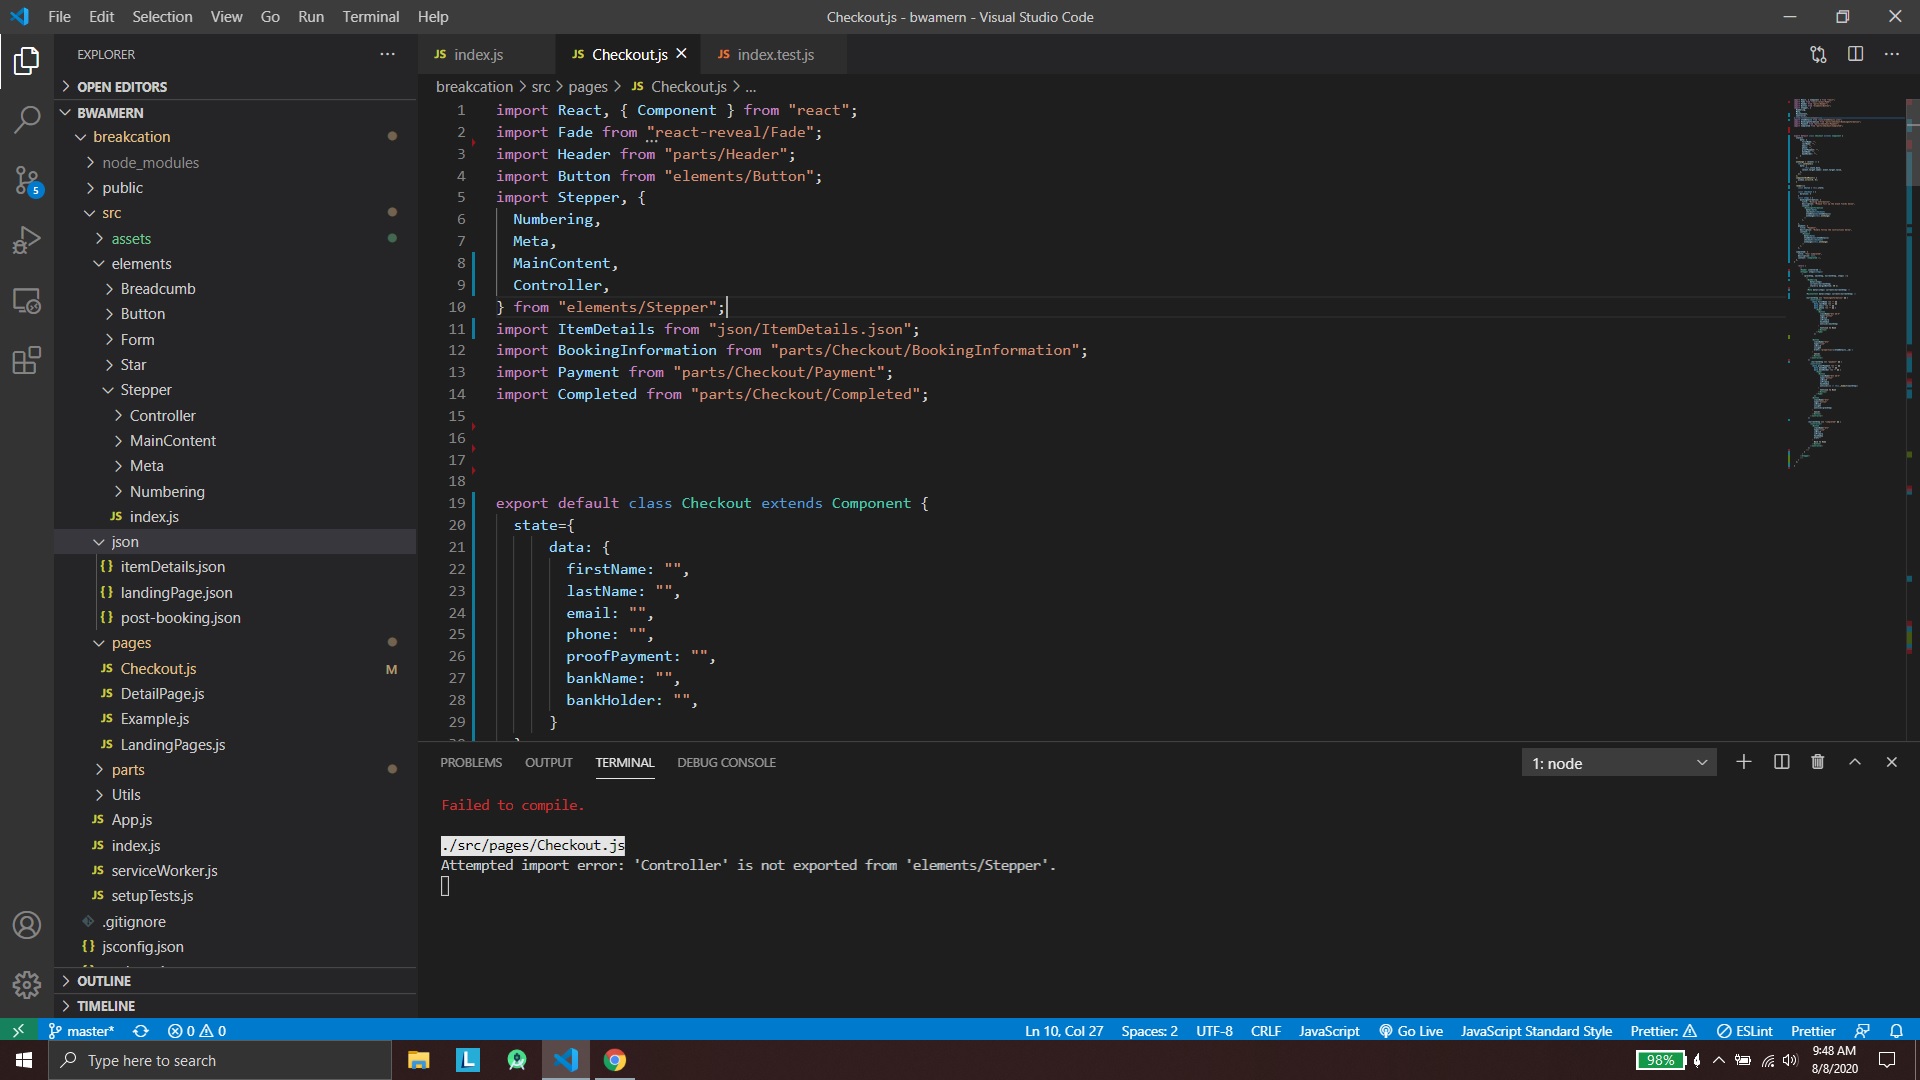 File Edit Selection View Go Run Terminal Help
Checkout.js - bwamern - Visual Studio Code
EXPLORER
OPEN EDITORS
BWAMERN
breakcation
node_modules
public
src
assets
elements
Breadcumb
Button
Form
Star
Stepper
Controller
MainContent
Meta
Numbering
JS index.js
json
{} itemDetails.json
{} landingPage.json
{} post-booking.json
pages
JS Checkout.js M
JS DetailPage.js
JS Example.js
JS LandingPages.js
parts
Utils
JS App.js
JS index.js
JS serviceWorker.js
JS setupTests.js
.gitignore
{} jsconfig.json
OUTLINE
TIMELINE
5
JS index.js JS Checkout.js JS index.test.js
breakcation > src > pages > JS Checkout.js > ...
1 import React, { Component } from "react";
2 import Fade from "react-reveal/Fade";
3 import Header from "parts/Header";
4 import Button from "elements/Button";
5 import Stepper, {
6 Numbering,
7 Meta,
8 MainContent,
9 Controller,
10 } from "elements/Stepper";
11 import ItemDetails from "json/ItemDetails.json";
12 import BookingInformation from "parts/Checkout/BookingInformation";
13 import Payment from "parts/Checkout/Payment";
14 import Completed from "parts/Checkout/Completed";
15
16
17
18
19 export default class Checkout extends Component {
20 state={
21 data: {
22 firstName: "",
23 lastName: "",
24 email: "",
25 phone: "",
26 proofPayment: "",
27 bankName: "",
28 bankHolder: "",
29 }
PROBLEMS OUTPUT TERMINAL DEBUG CONSOLE 1: node
Failed to compile.
./src/pages/Checkout.js
Attempted import error: 'Controller' is not exported from 'elements/Stepper'.
master* 0 0 Ln 10, Col 27 Spaces: 2 UTF-8 CRLF JavaScript Go Live JavaScript Standard Style Prettier: ESLint Prettier
Type here to search
L
98%
9:48 AM
8/8/2020